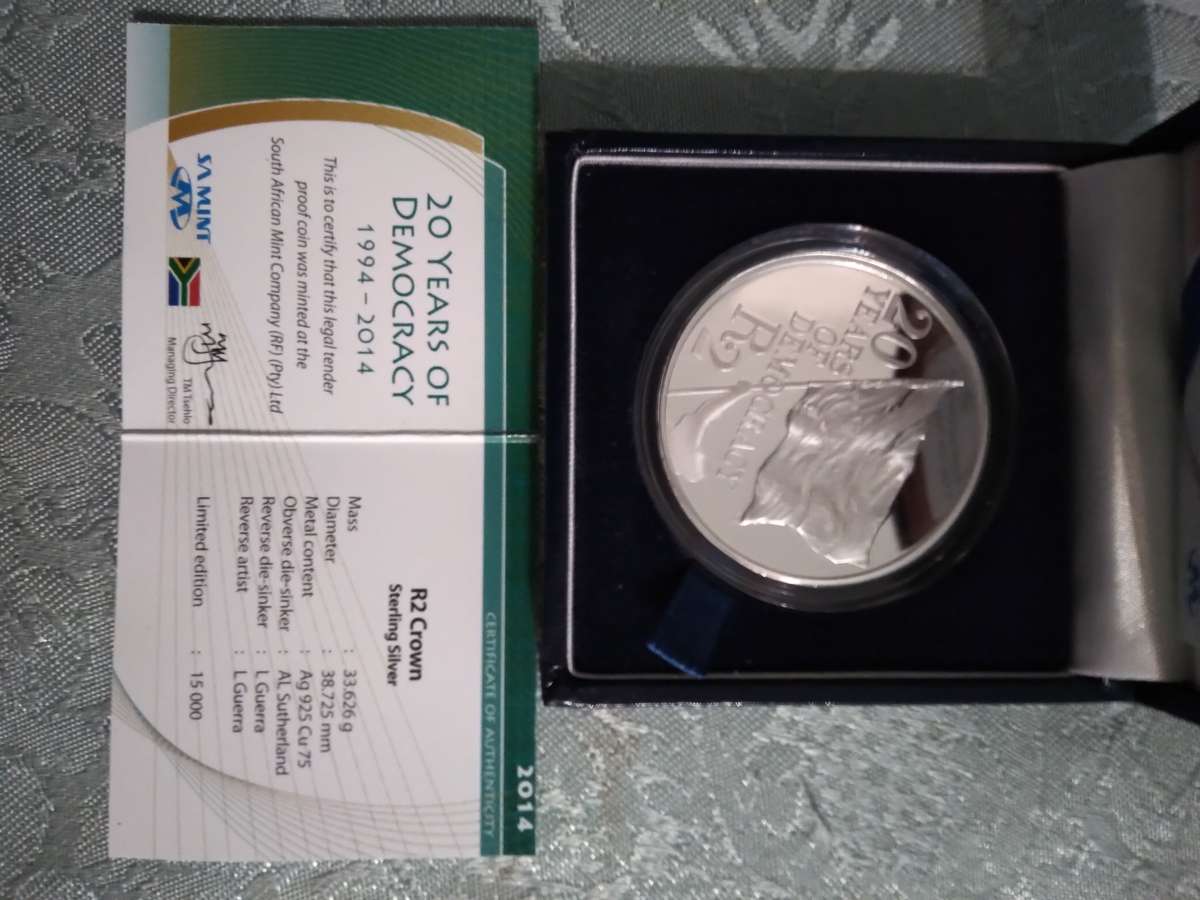 20 YEARS OF
DEMOCRACY
1994 – 2014
This is to certify that this legal tender
proof coin was minted at the
South African Mint Company (RF) (Pty) Ltd
SA MINT
TM Tsehlo
Managing Director
2014
CERTIFICATE OF AUTHENTICITY
R2 Crown
Sterling Silver
Mass : 33.626 g
Diameter : 38.725 mm
Metal content : Ag 925 Cu 75
Obverse die-sinker : AL Sutherland
Reverse die-sinker : L Guerra
Reverse artist : L Guerra
Limited edition : 15 000
20
YEARS
OF
DEMOCRACY
R2